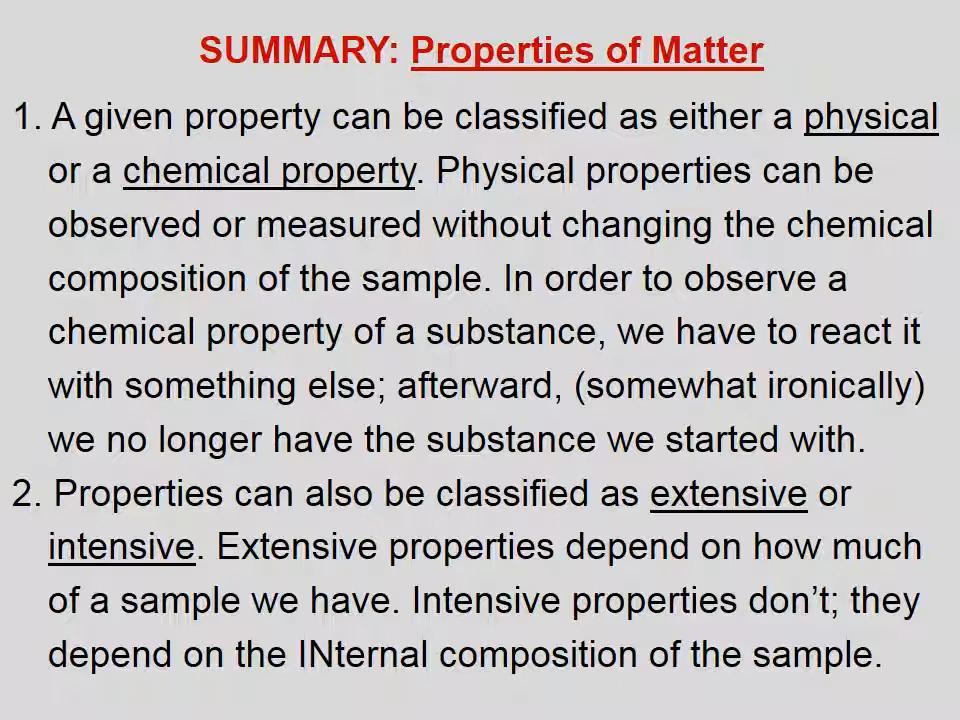 SUMMARY: Properties of Matter
1. A given property can be classified as either a physical
or a chemical property. Physical properties can be
observed or measured without changing the chemical
composition of the sample. In order to observe a
chemical property of a substance, we have to react it
with something else; afterward, (somewhat ironically)
we no longer have the substance we started with.
2. Properties can also be classified as extensive or
intensive. Extensive properties depend on how much
of a sample we have. Intensive properties don’t; they
depend on the INternal composition of the sample.